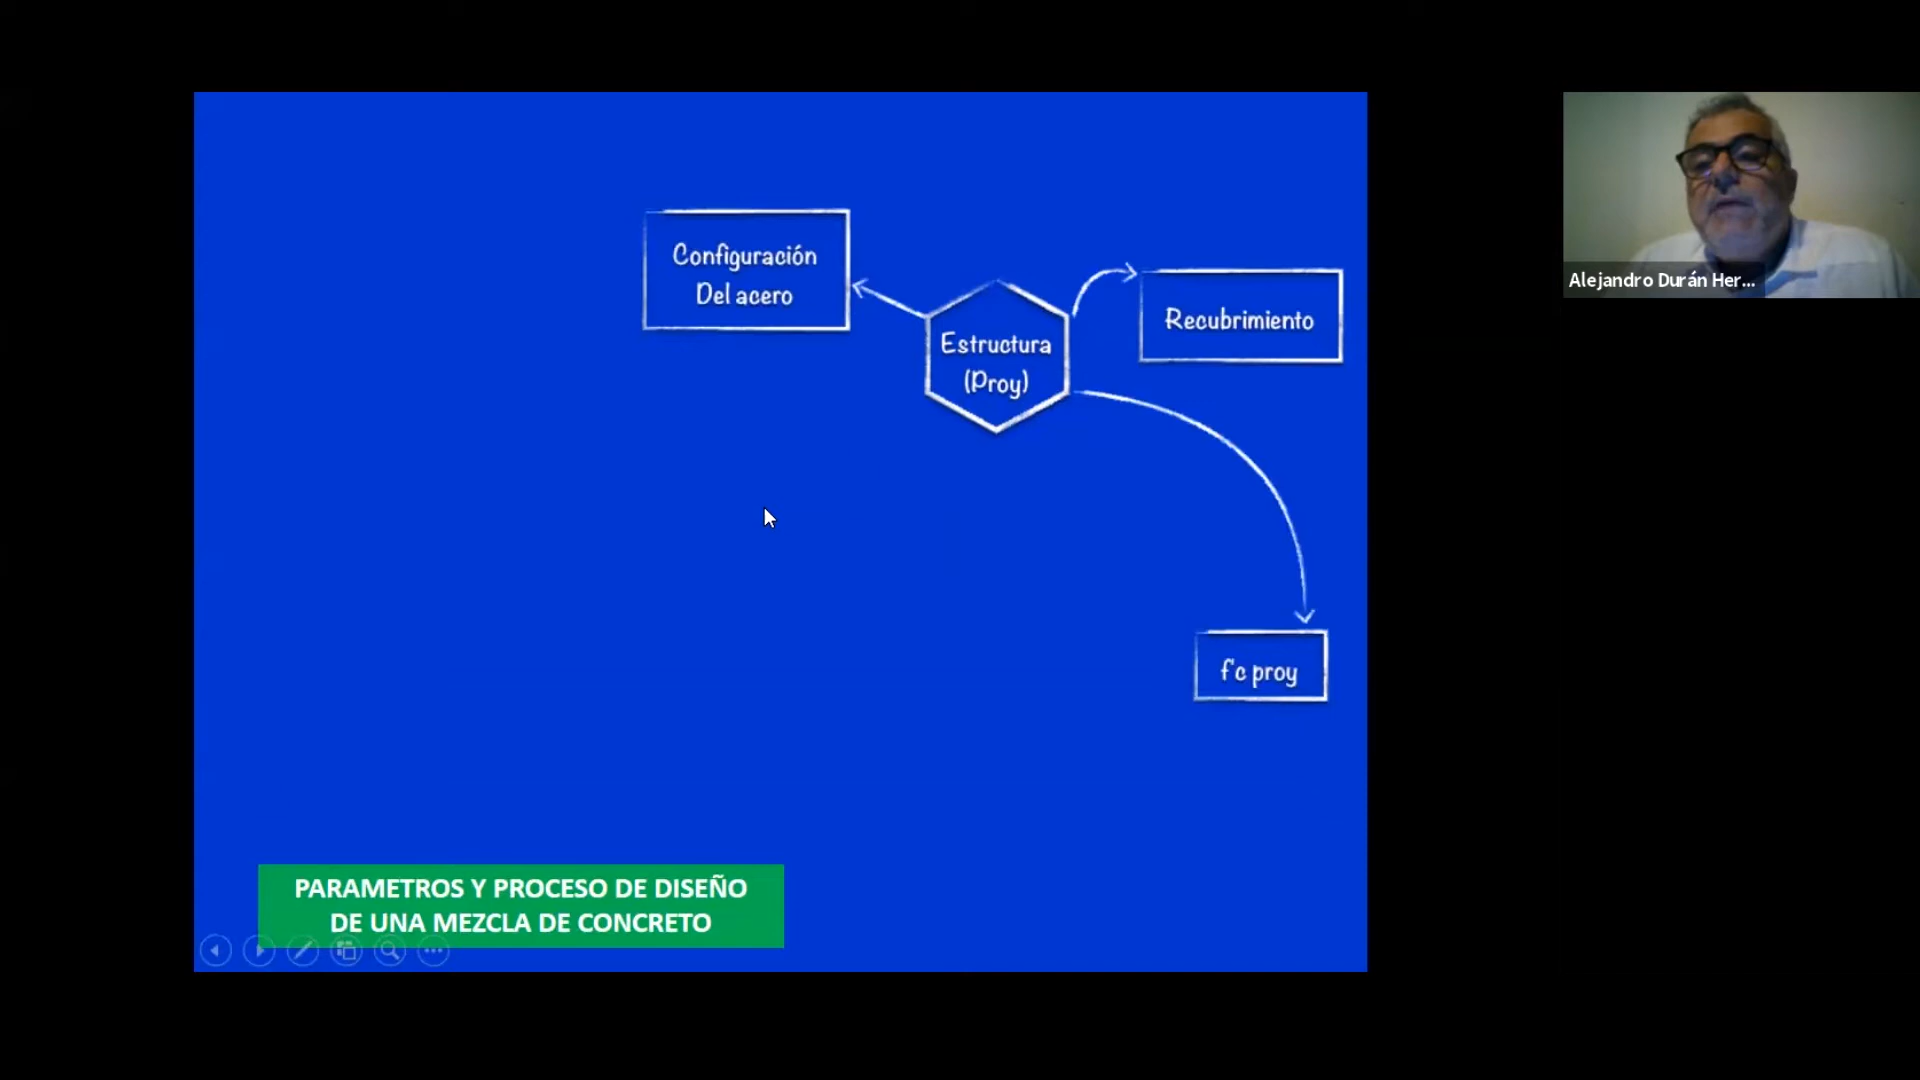 Configuración
Del acero
Estructura
(Proy)
Recubrimiento
f'c proy
PARAMETROS Y PROCESO DE DISEÑO
DE UNA MEZCLA DE CONCRETO
Alejandro Durán Her...